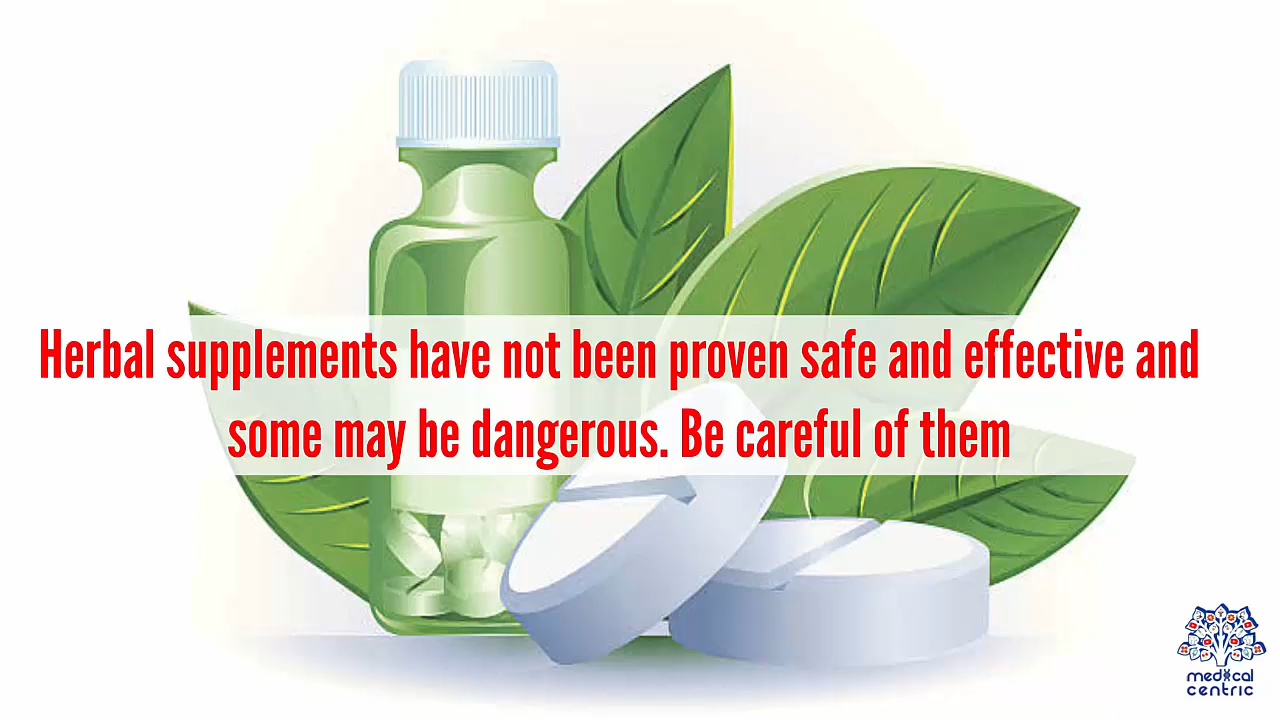 Herbal supplements have not been proven safe and effective and
some may be dangerous. Be careful of them
medical
centric